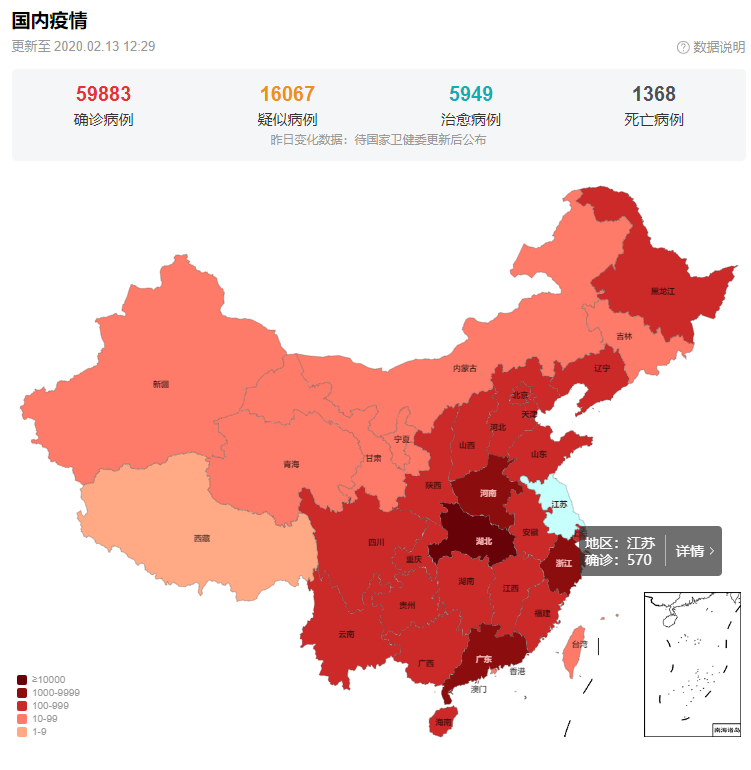 国内疫情
更新至 2020.02.13 12:29
? 数据说明
59883 16067 5949 1368
确诊病例 疑似病例 治愈病例 死亡病例
昨日变化数据：待国家卫健委更新后公布
黑龙江
吉林
内蒙古
辽宁
新疆
北京
天津
河北
宁夏
山西
山东
甘肃
青海
陕西
河南
江苏
西藏
安徽
四川
湖北
地区：江苏
确诊：570
详情 ›
重庆
浙江
湖南
江西
贵州
福建
云南
台湾
广西
广东
香港
澳门
海南
南海诸岛
≥10000
1000-9999
100-999
10-99
1-9